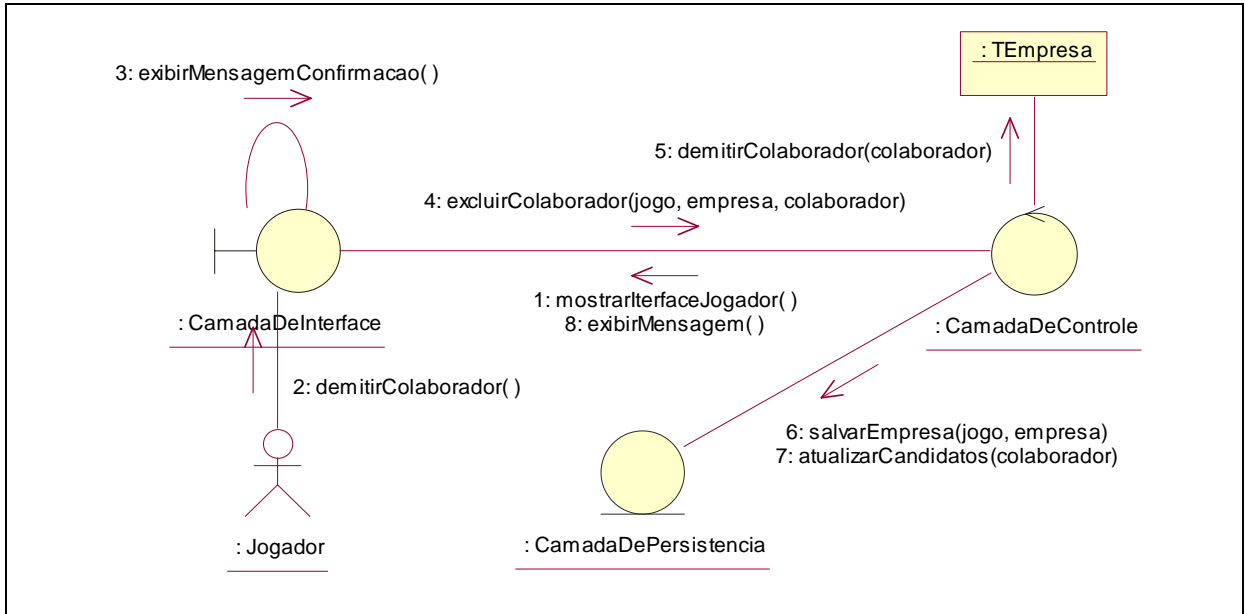 : TEmpresa
3: exibirMensagemConfirmacao( )
5: demitirColaborador(colaborador)
4: excluirColaborador(jogo, empresa, colaborador)
1: mostrarIterfaceJogador( )
8: exibirMensagem( )
: CamadaDeInterface
: CamadaDeControle
2: demitirColaborador( )
6: salvarEmpresa(jogo, empresa)
7: atualizarCandidatos(colaborador)
: Jogador
: CamadaDePersistencia